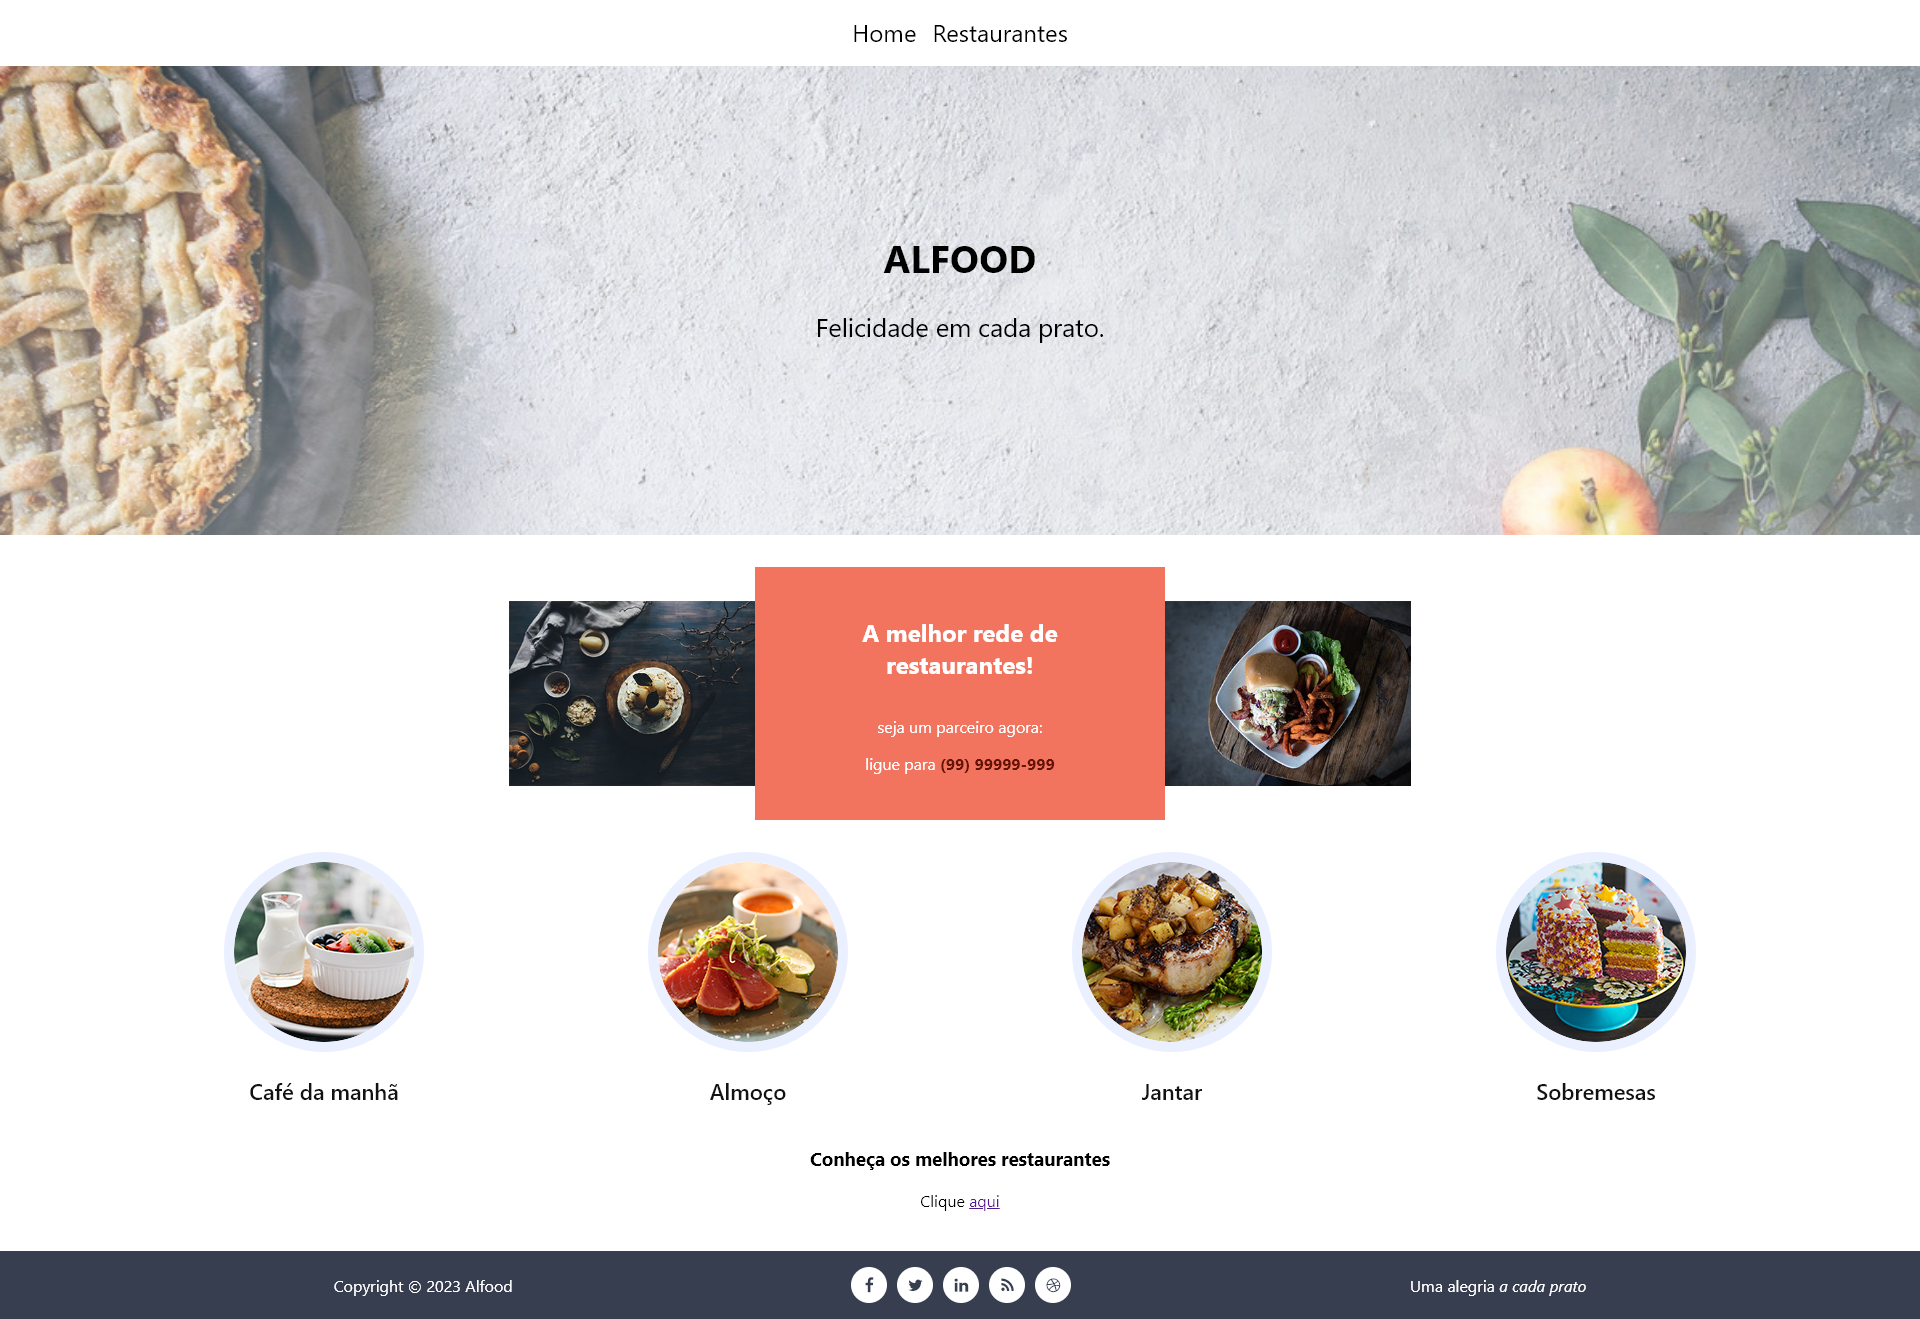 Home Restaurantes
ALFOOD
Felicidade em cada prato.
A melhor rede de
restaurantes!
seja um parceiro agora:
ligue para (99) 99999-999
Café da manhã
Almoço
Jantar
Sobremesas
Conheça os melhores restaurantes
Clique aqui
Copyright © 2023 Alfood
Uma alegria a cada prato